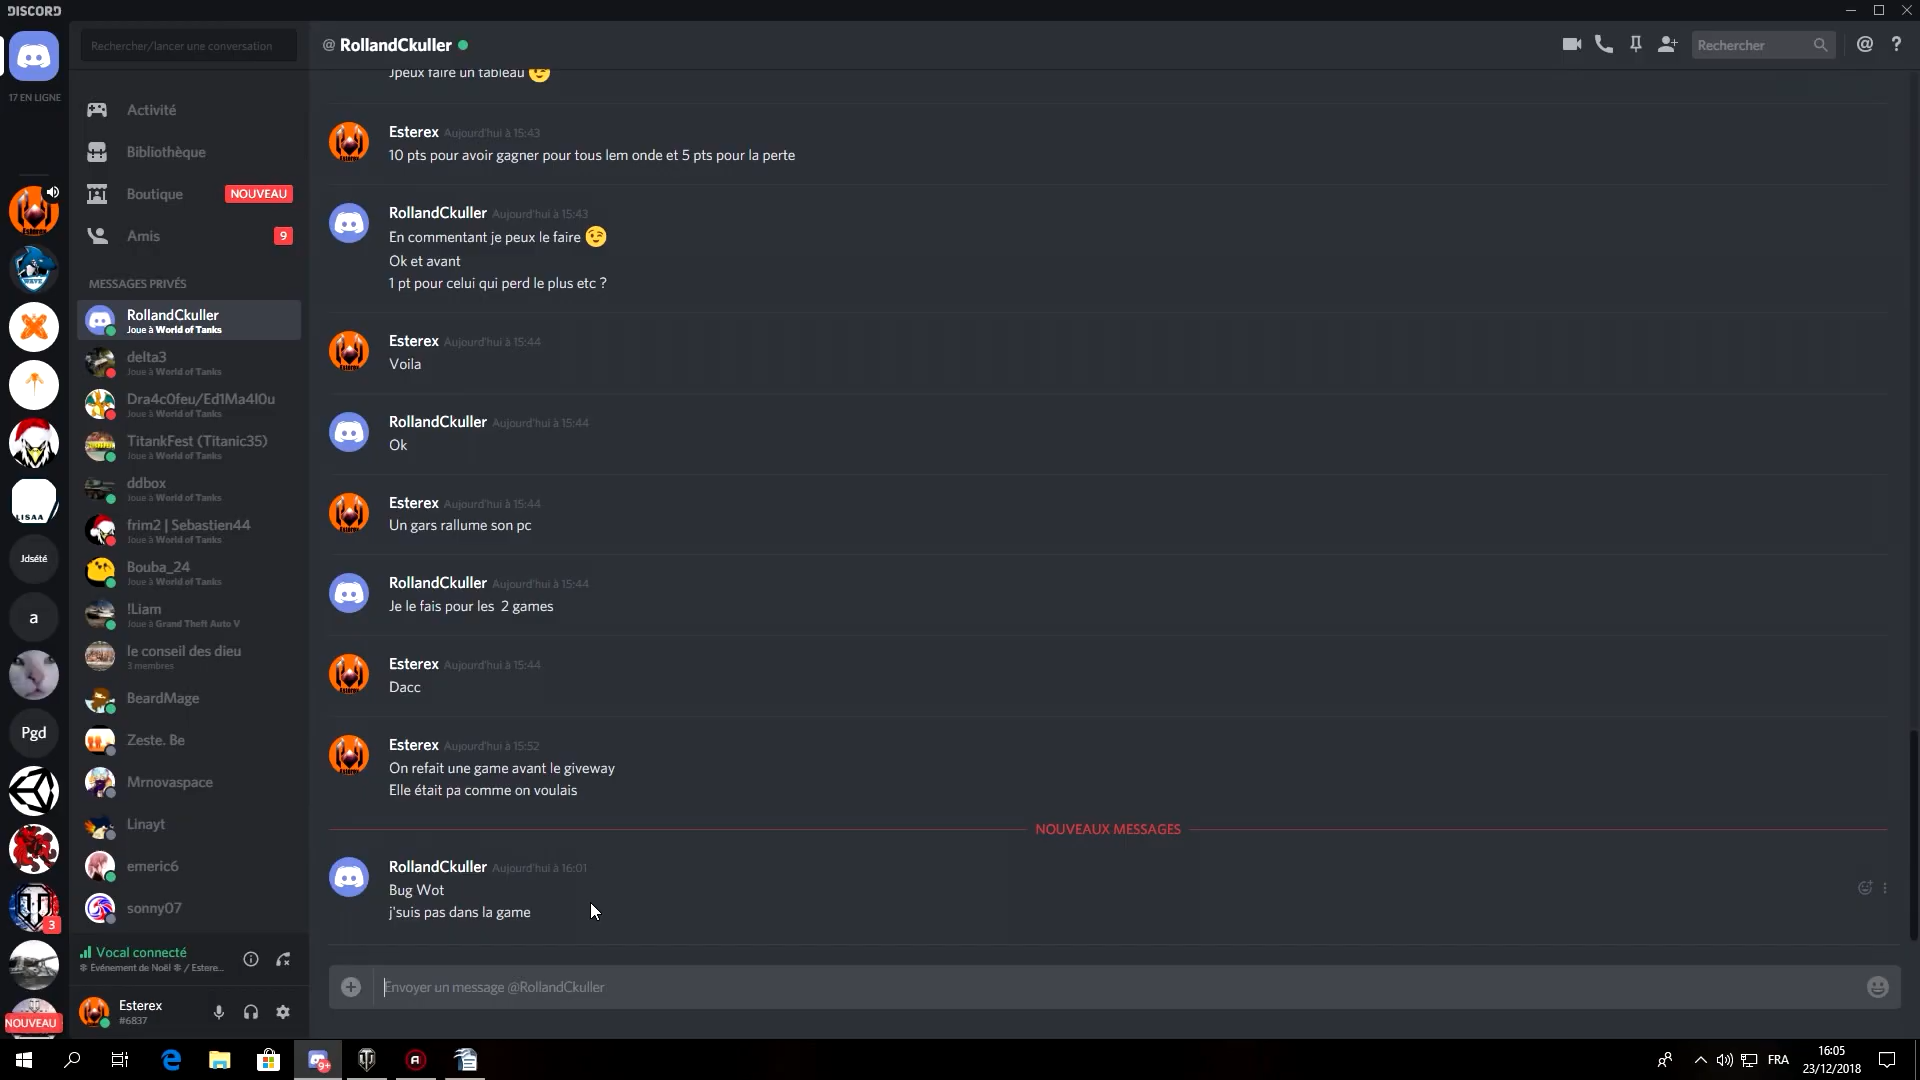 DISCORD
17 EN LIGNE
LISAA
Jdsété
a
Pgd
3
NOUVEAU
Rechercher/lancer une conversation
Activité
Bibliothèque
Boutique NOUVEAU
Amis 9
MESSAGES PRIVÉS
RollandCkuller
Joue à World of Tanks
delta3
Joue à World of Tanks
Dra4c0feu/Ed1Ma4l0u
Joue à World of Tanks
TitankFest (Titanic35)
Joue à World of Tanks
ddbox
Joue à World of Tanks
frim2 | Sebastien44
Joue à World of Tanks
Bouba_24
Joue à World of Tanks
!Liam
Joue à Grand Theft Auto V
le conseil des dieu
3 membres
BeardMage
Zeste. Be
Mrnovaspace
Linayt
emeric6
sonny07
Vocal connecté
Evénement de Noël / Estere...
Esterex
#6837
@ RollandCkuller
Rechercher
Jpeux faire un tableau 😉
Esterex Aujourd'hui à 15:43
10 pts pour avoir gagner pour tous lem onde et 5 pts pour la perte
RollandCkuller Aujourd'hui à 15:43
En commentant je peux le faire 😉
Ok et avant
1 pt pour celui qui perd le plus etc ?
Esterex Aujourd'hui à 15:44
Voila
RollandCkuller Aujourd'hui à 15:44
Ok
Esterex Aujourd'hui à 15:44
Un gars rallume son pc
RollandCkuller Aujourd'hui à 15:44
Je le fais pour les 2 games
Esterex Aujourd'hui à 15:44
Dacc
Esterex Aujourd'hui à 15:52
On refait une game avant le giveway
Elle était pa comme on voulais
NOUVEAUX MESSAGES
RollandCkuller Aujourd'hui à 16:01
Bug Wot
j'suis pas dans la game
Envoyer un message @RollandCkuller
9+
FRA
16:05
23/12/2018